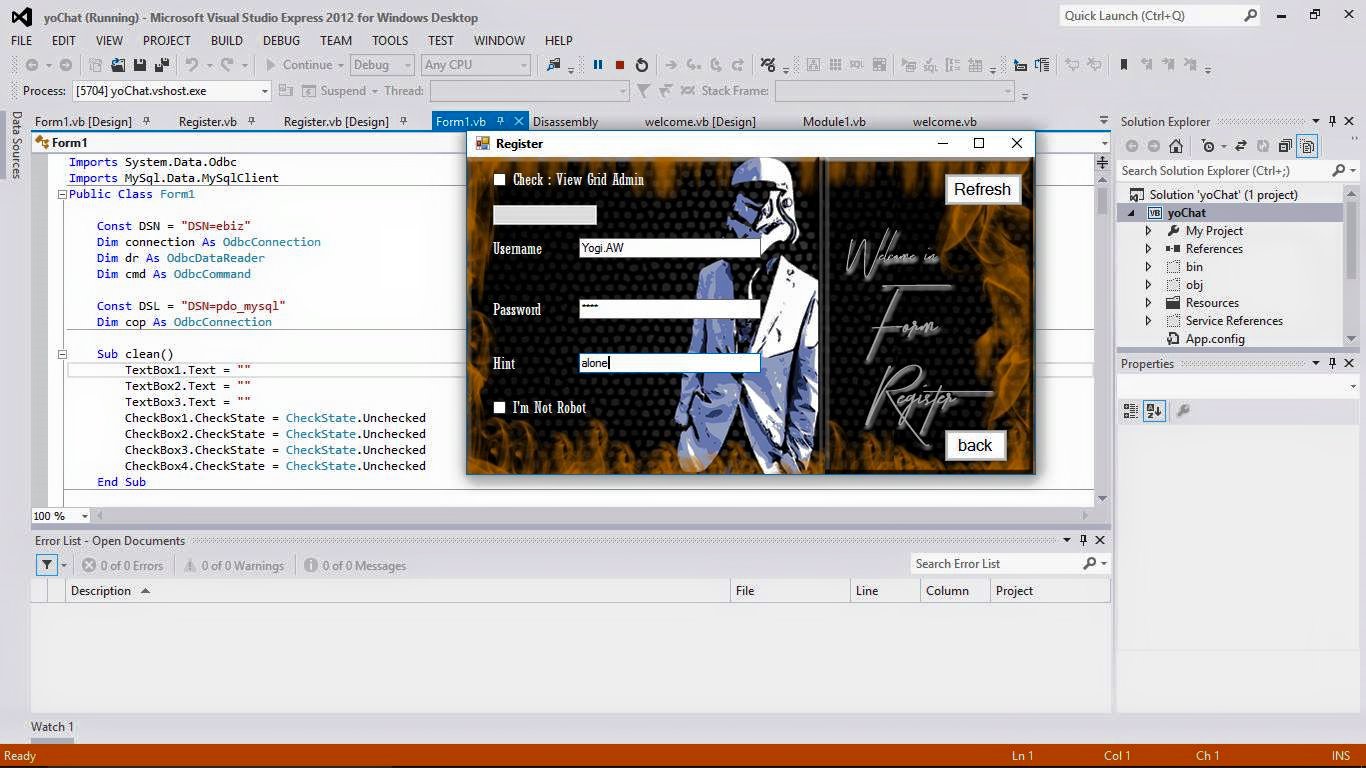 yoChat (Running) - Microsoft Visual Studio Express 2012 for Windows Desktop
Quick Launch (Ctrl+Q)
FILE EDIT VIEW PROJECT BUILD DEBUG TEAM TOOLS TEST WINDOW HELP
Continue Debug Any CPU
Process: [5704] yoChat.vshost.exe Suspend Thread: Stack Frame:
Data Sources
Form1.vb [Design] Register.vb Register.vb [Design] Form1.vb Disassembly welcome.vb [Design] Module1.vb welcome.vb
Form1
Imports System.Data.Odbc
Imports MySql.Data.MySqlClient
Public Class Form1
Const DSN = "DSN=ebiz"
Dim connection As OdbcConnection
Dim dr As OdbcDataReader
Dim cmd As OdbcCommand
Const DSL = "DSN=pdo_mysql"
Dim cop As OdbcConnection
Sub clean()
TextBox1.Text = ""
TextBox2.Text = ""
TextBox3.Text = ""
CheckBox1.CheckState = CheckState.Unchecked
CheckBox2.CheckState = CheckState.Unchecked
CheckBox3.CheckState = CheckState.Unchecked
CheckBox4.CheckState = CheckState.Unchecked
End Sub
100 %
Register
Check : View Grid Admin
Refresh
Username Yogi.AW
Password ****
Hint alone
I'm Not Robot
Wellcome in
Form
Register
back
Solution Explorer
Search Solution Explorer (Ctrl+;)
Solution 'yoChat' (1 project)
VB yoChat
My Project
References
bin
obj
Resources
Service References
App.config
Properties
Error List - Open Documents
0 of 0 Errors 0 of 0 Warnings 0 of 0 Messages
Search Error List
Description File Line Column Project
Watch 1
Ready Ln 1 Col 1 Ch 1 INS